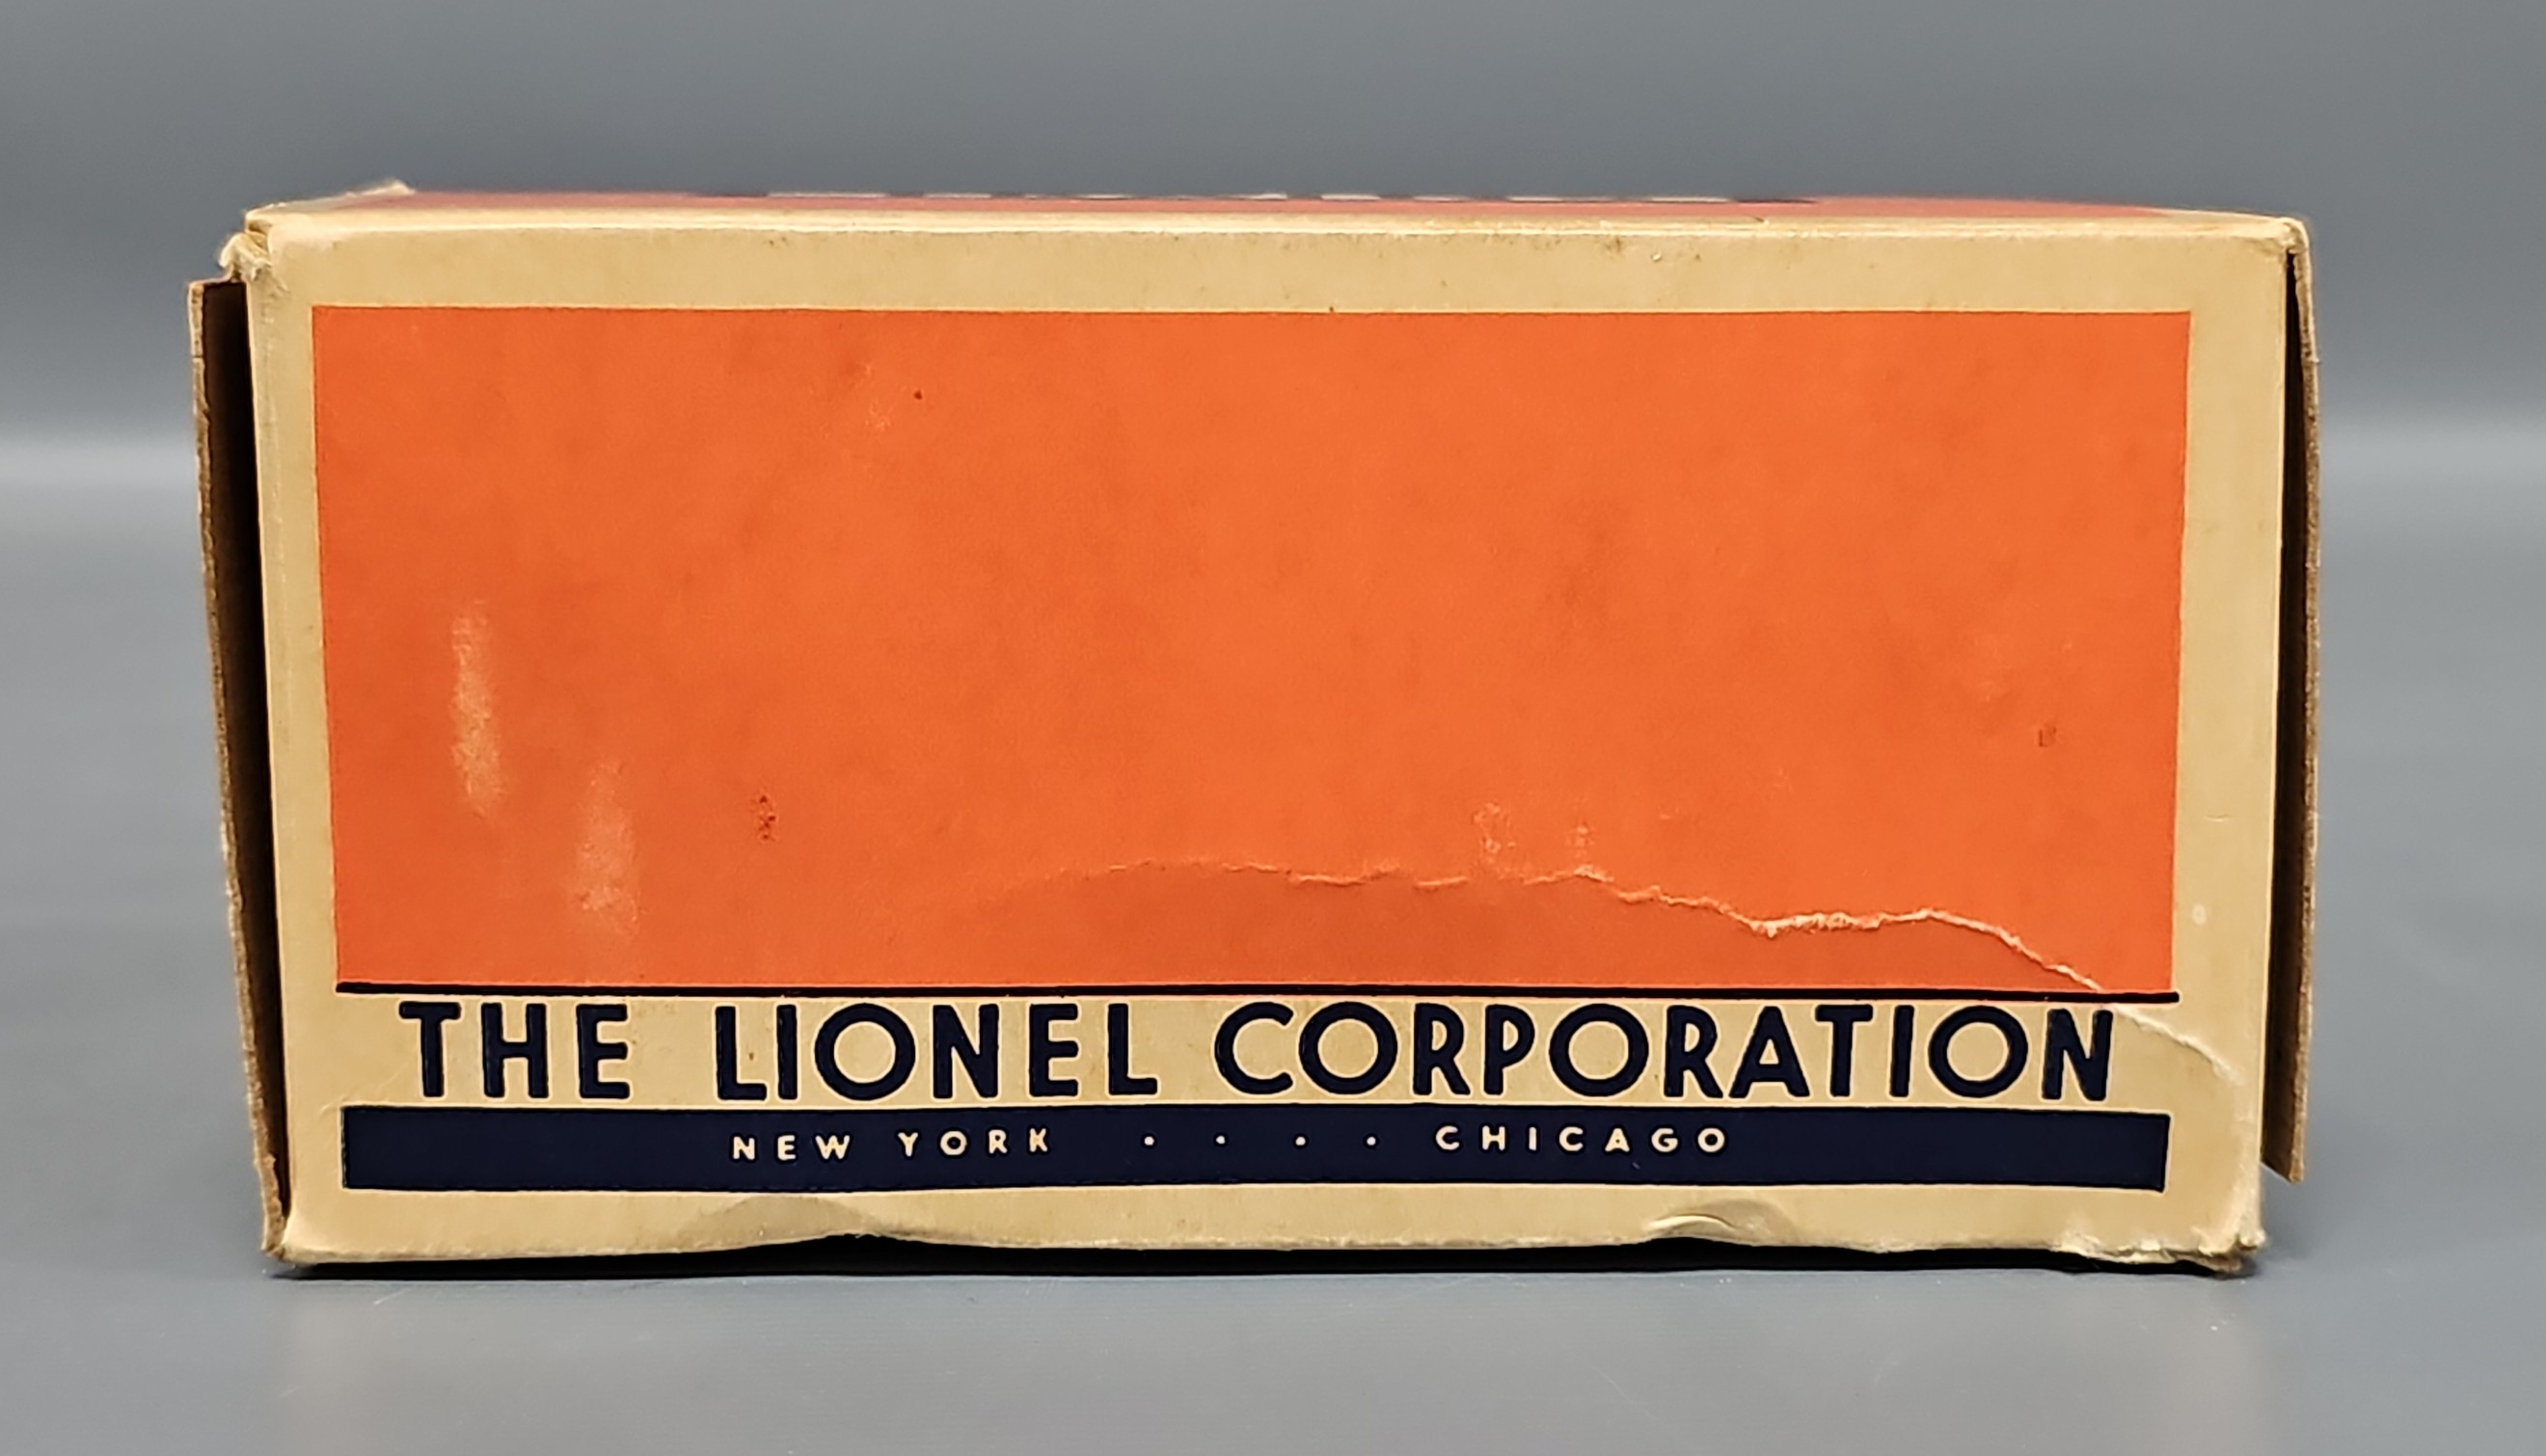 THE LIONEL CORPORATION
NEW YORK . . . . CHICAGO